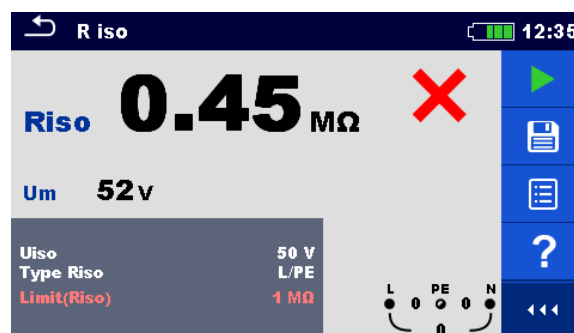 R iso 12:35
Riso 0.45 MΩ
Um 52 V
Uiso 50 V
Type Riso L/PE
Limit(Riso) 1 MΩ
L PE N
0 0
0
?